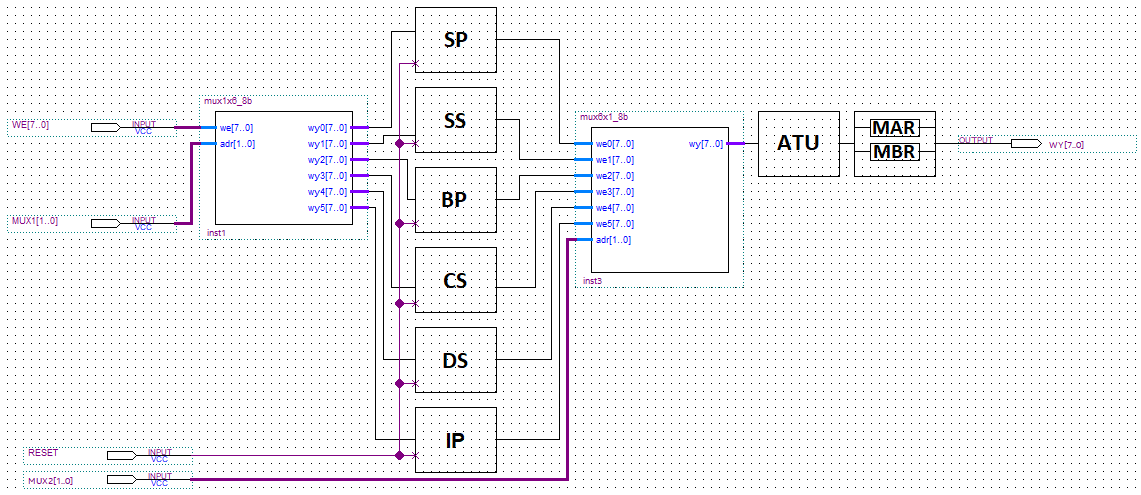 SP
mux1x6_8b
mux6x1_8b
SS
WE[7..0]
INPUT
VCC
we[7..0]
wy0[7..0]
adr[1..0]
wy1[7..0]
wy2[7..0]
wy3[7..0]
wy4[7..0]
wy5[7..0]
MUX1[1..0]
INPUT
VCC
inst1
BP
CS
DS
IP
we0[7..0]
wy[7..0]
we1[7..0]
we2[7..0]
we3[7..0]
we4[7..0]
we5[7..0]
adr[1..0]
inst3
ATU
MAR
MBR
OUTPUT
WY[7..0]
RESET
INPUT
VCC
MUX2[1..0]
INPUT
VCC